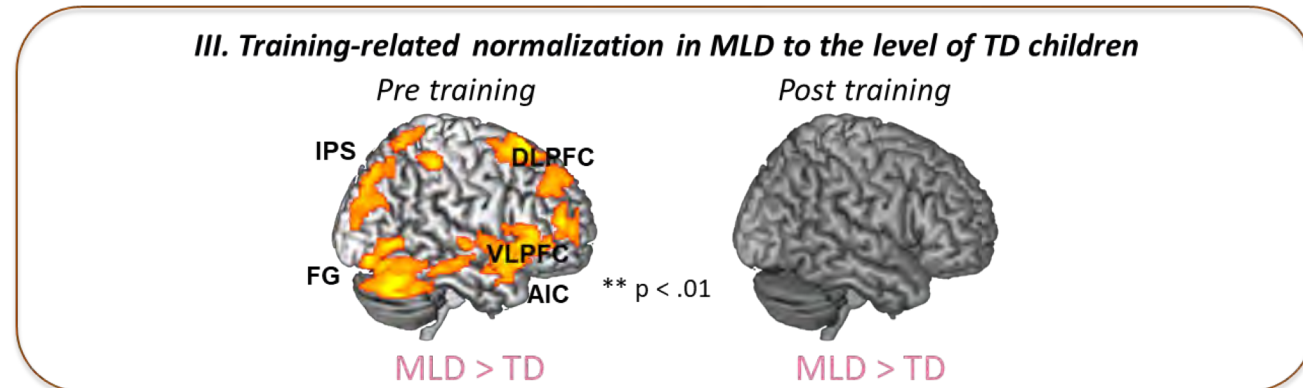 III. Training-related normalization in MLD to the level of TD children
Pre training
Post training
IPS
DLPFC
VLPFC
FG
AIC
** p < .01
MLD > TD
MLD > TD